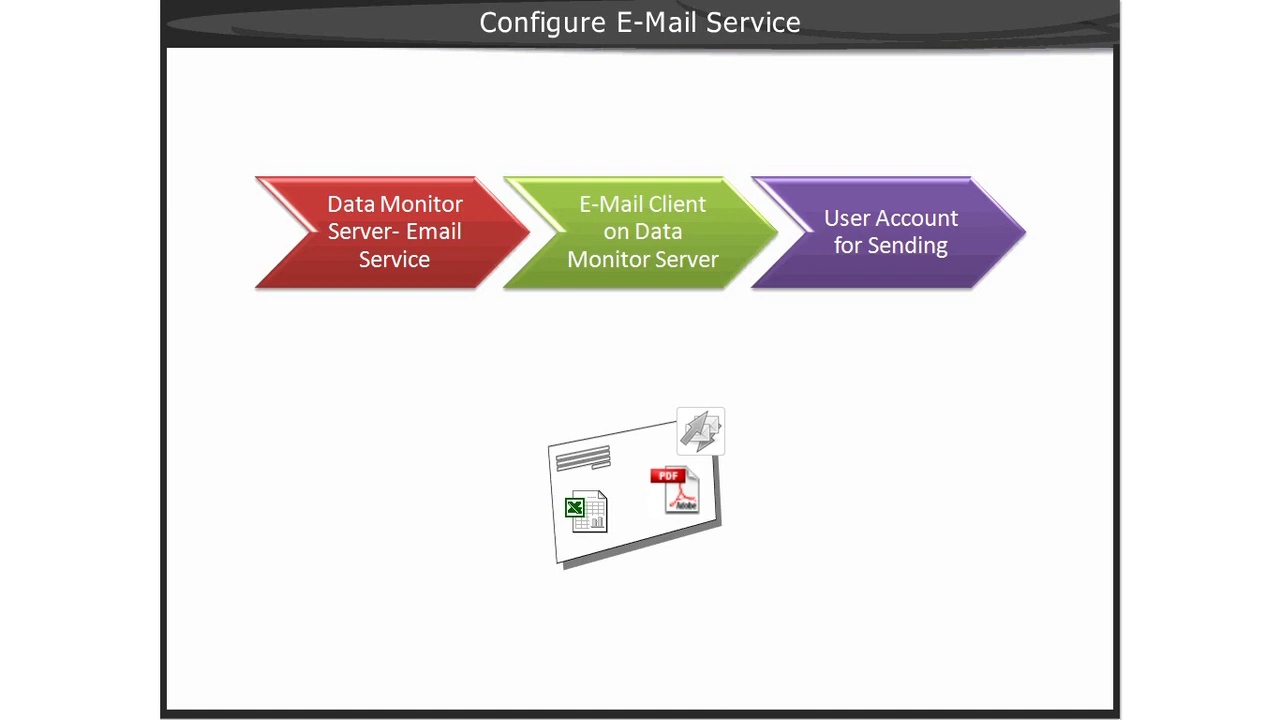 Configure E-Mail Service
Data Monitor
Server- Email
Service
E-Mail Client
on Data
Monitor Server
User Account
for Sending
PDF
Adobe